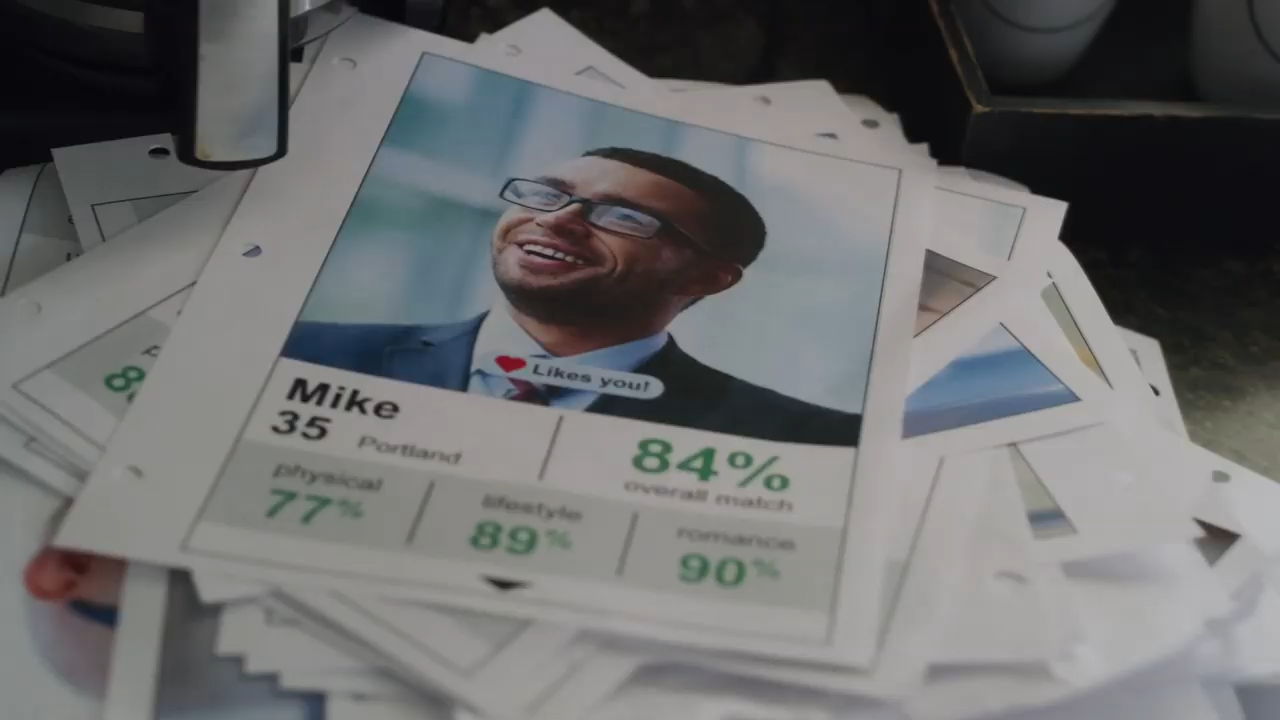 Likes you!
Mike
35 Portland
84%
overall match
physical
77%
lifestyle
89%
romance
90%